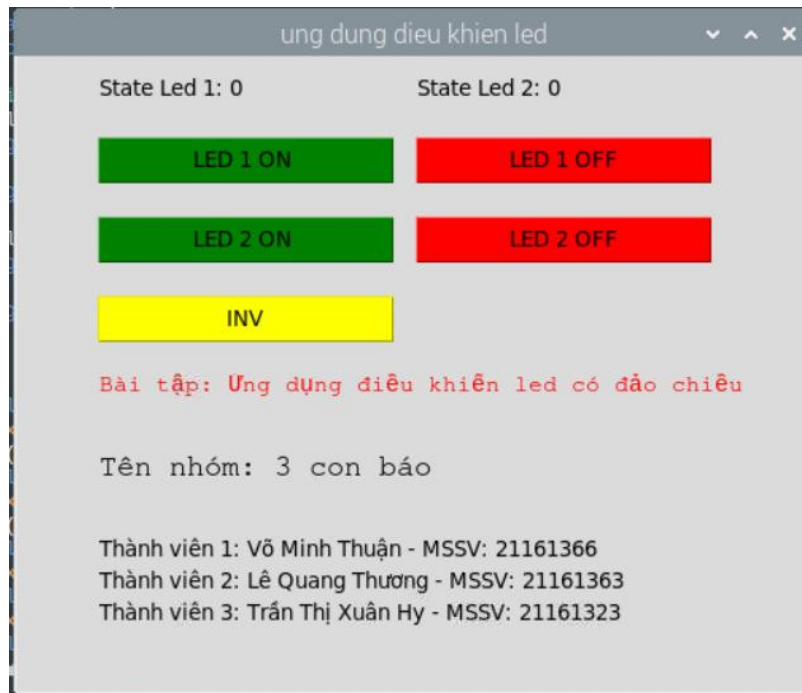 ung dung dieu khien led
State Led 1: 0 State Led 2: 0
LED 1 ON LED 1 OFF
LED 2 ON LED 2 OFF
INV
Bài tập: Ứng dụng điều khiển led có đảo chiều
Tên nhóm: 3 con báo
Thành viên 1: Võ Minh Thuận - MSSV: 21161366
Thành viên 2: Lê Quang Thương - MSSV: 21161363
Thành viên 3: Trần Thị Xuân Hy - MSSV: 21161323